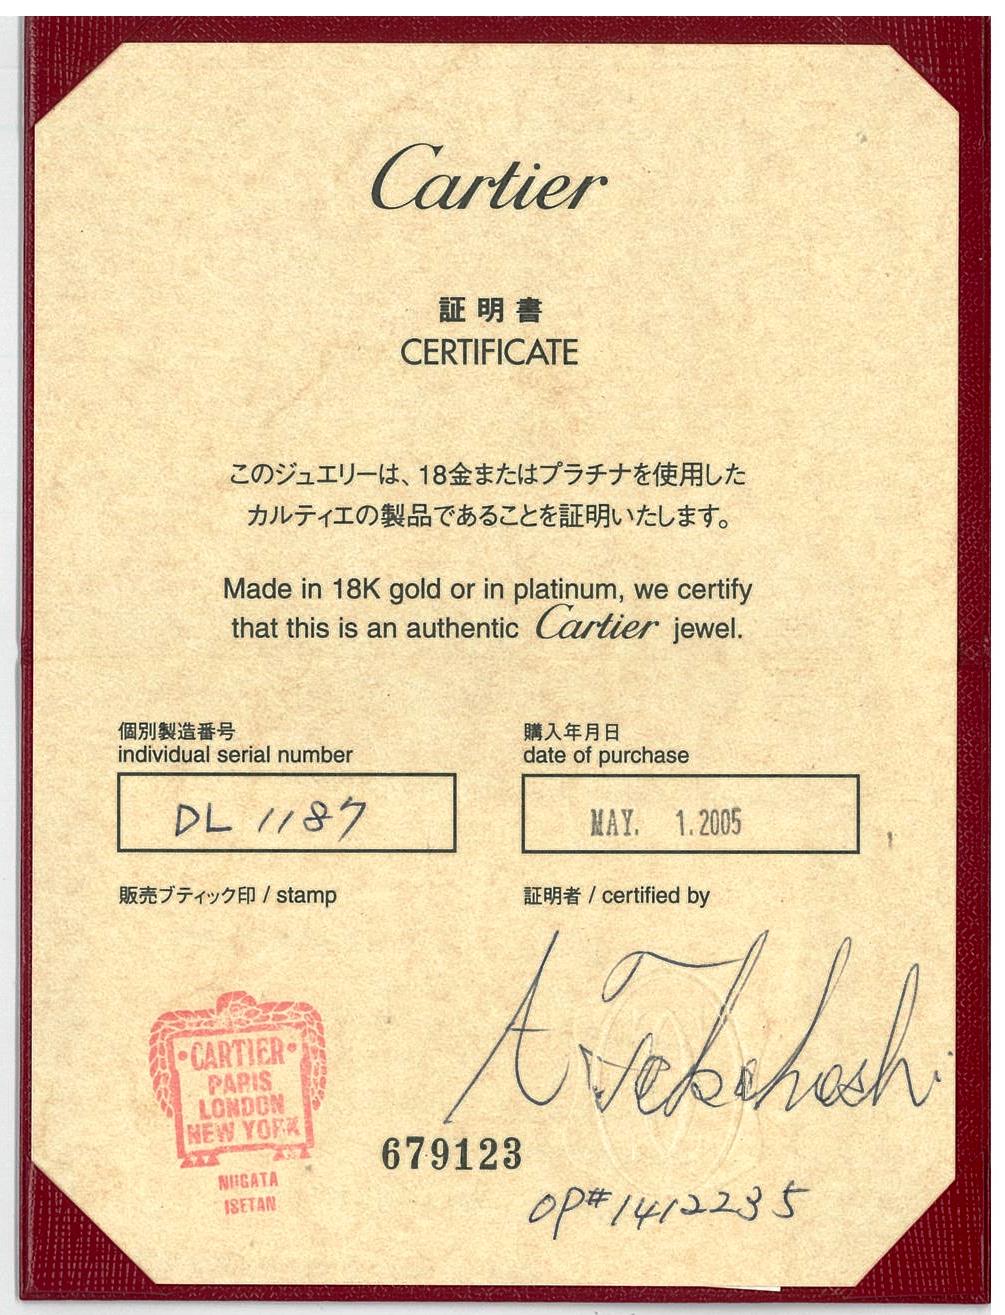 Cartier
証明書
CERTIFICATE
このジュエリーは、18金またはプラチナを使用した
カルティエの製品であることを証明いたします。
Made in 18K gold or in platinum, we certify
that this is an authentic Cartier jewel.
個別製造番号
individual serial number
DL 1187
購入年月日
date of purchase
MAY. 1.2005
販売ブティック印 / stamp
証明者 / certified by
·CARTIER·
PARIS
LONDON
NEW YORK
NIIGATA
ISETAN
679123
OP#1412235